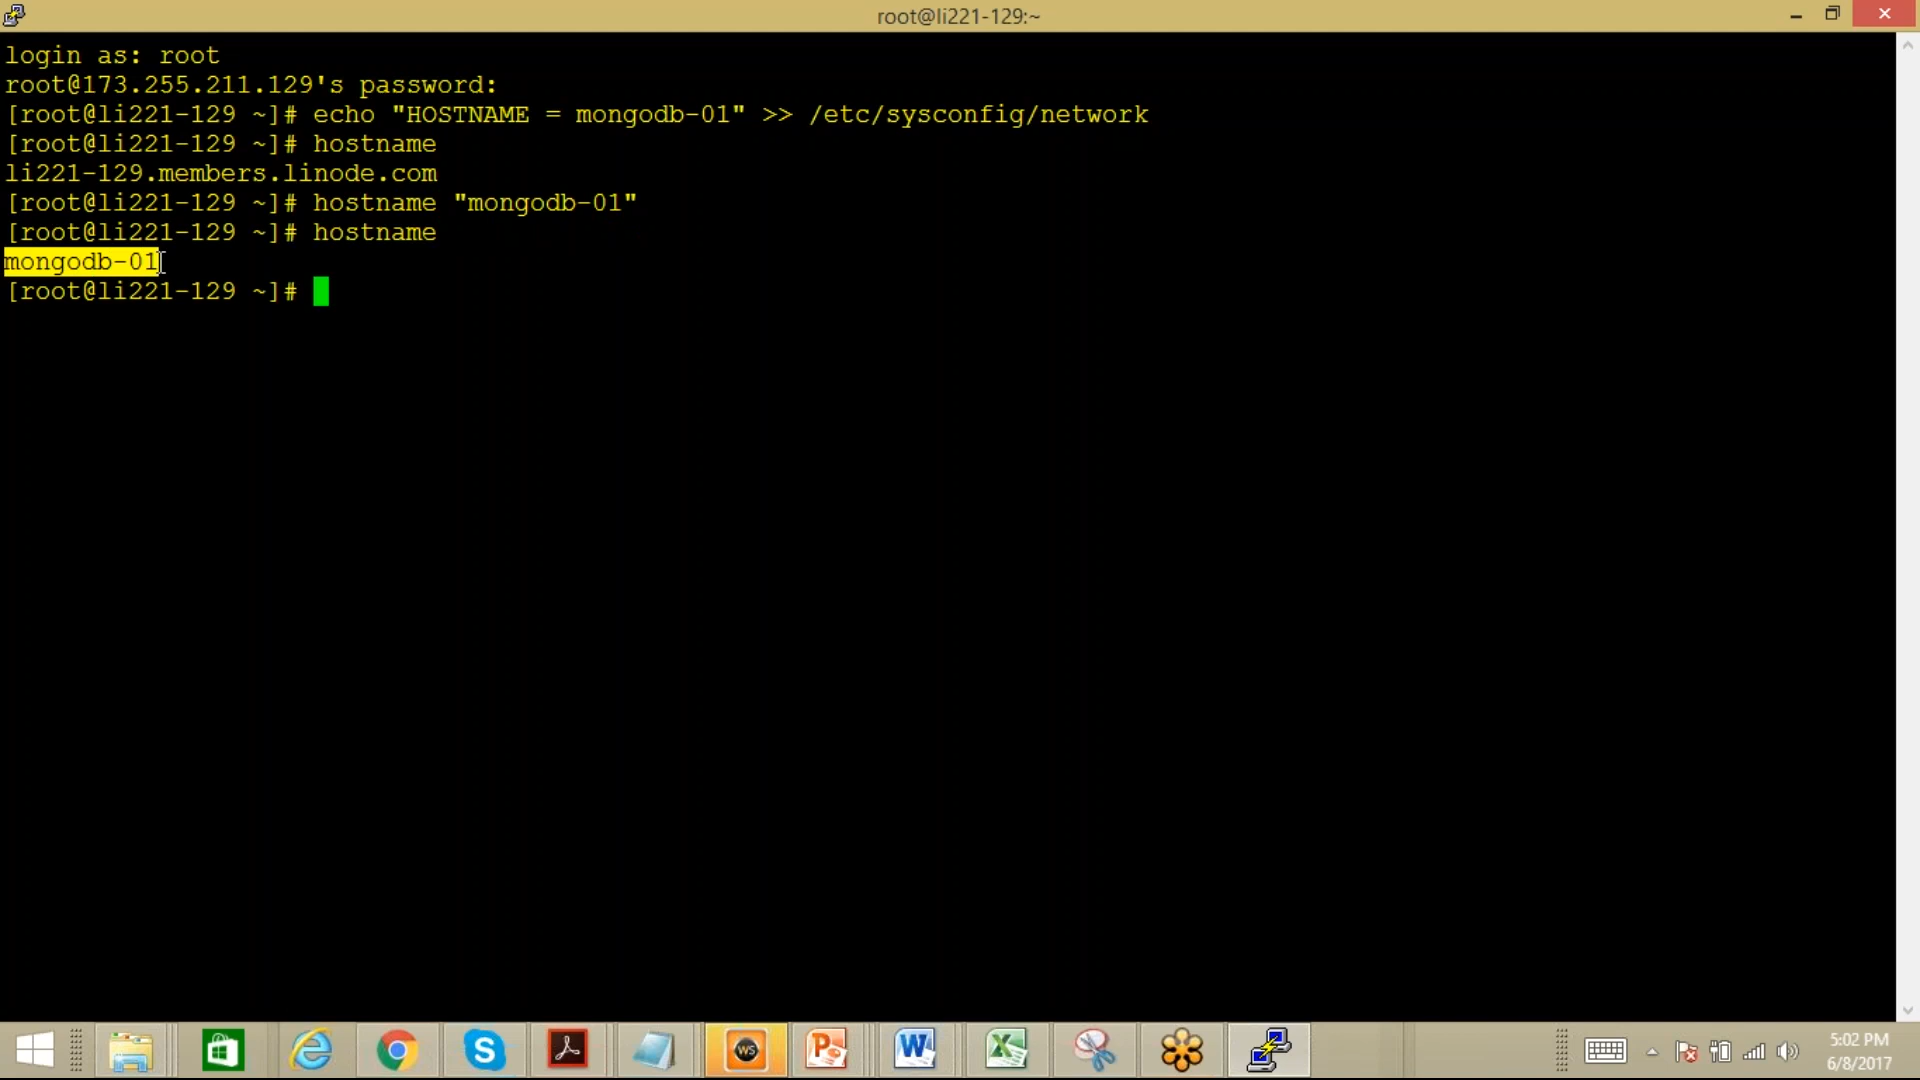 root@li221-129:~
login as: root
root@173.255.211.129's password:
[root@li221-129 ~]# echo "HOSTNAME = mongodb-01" >> /etc/sysconfig/network
[root@li221-129 ~]# hostname
li221-129.members.linode.com
[root@li221-129 ~]# hostname "mongodb-01"
[root@li221-129 ~]# hostname
mongodb-01
[root@li221-129 ~]#
5:02 PM
6/8/2017